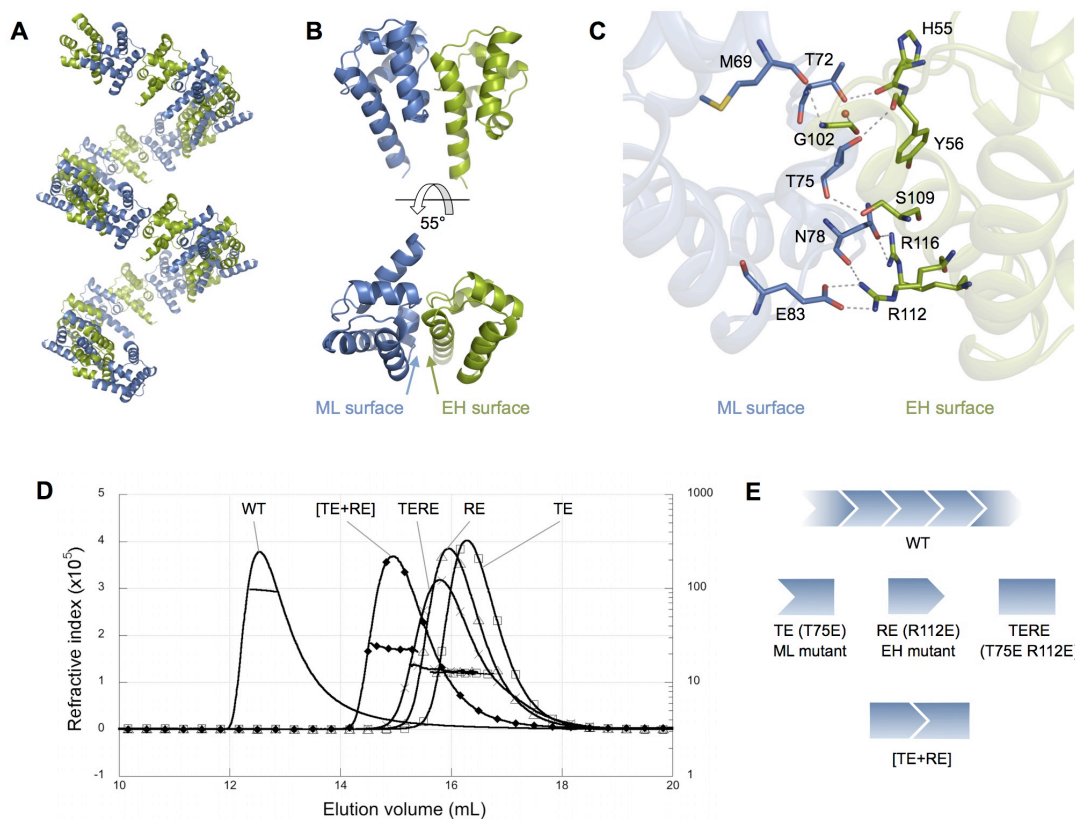 A
B
C
55°
ML surface
EH surface
M69
T72
H55
G102
Y56
T75
S109
N78
R116
E83
R112
ML surface
EH surface
D
WT
[TE+RE]
TERE
RE
TE
Refractive index (x10⁵)
5
4
3
2
1
0
-1
1000
100
10
1
10
12
14
16
18
20
Elution volume (mL)
E
WT
TE (T75E)
ML mutant
RE (R112E)
EH mutant
TERE
(T75E R112E)
[TE+RE]